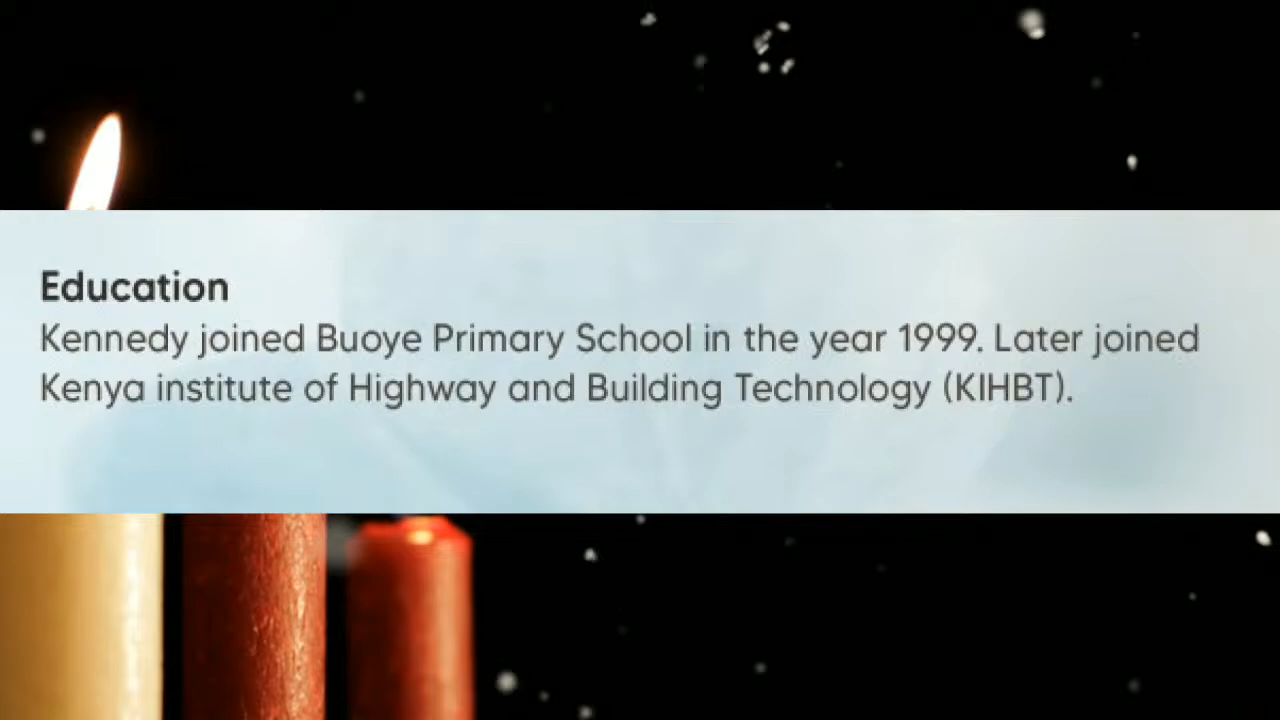 Education
Kennedy joined Buoye Primary School in the year 1999. Later joined
Kenya institute of Highway and Building Technology (KIHBT).